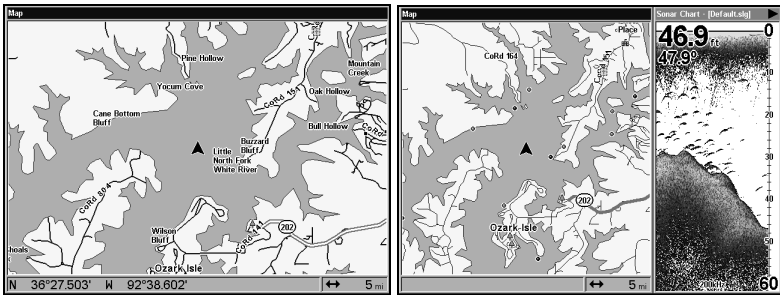 Map
CoRd
Pine Hollow
Mountain
Creek
Yocum Cove
CoRd 151
Oak Hollow
Cane Bottom
Bluff
Bull Hollow
CoRd
Buzzard
Bluff
Little
North Fork
White River
CoRd 804
Wilson
Bluff
202
CoRd 141
hoals
Ozark Isle
N 36°27.503' W 92°38.602'
5 mi
Map
Place
CoRd 164
202
Ozark Isle
5 mi
Sonar Chart - [Default.slg]
46.9 ft
47.9°
0
10
20
30
40
50
60
200kHz